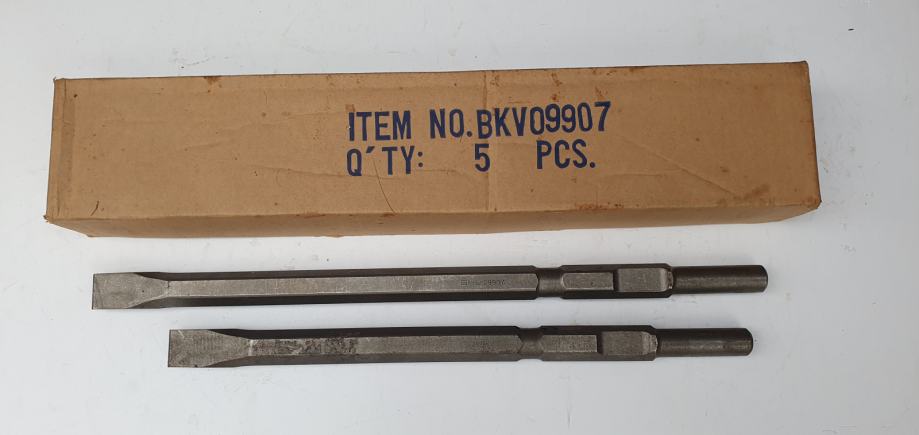 ITEM NO.BKV09907
Q'TY: 5 PCS.